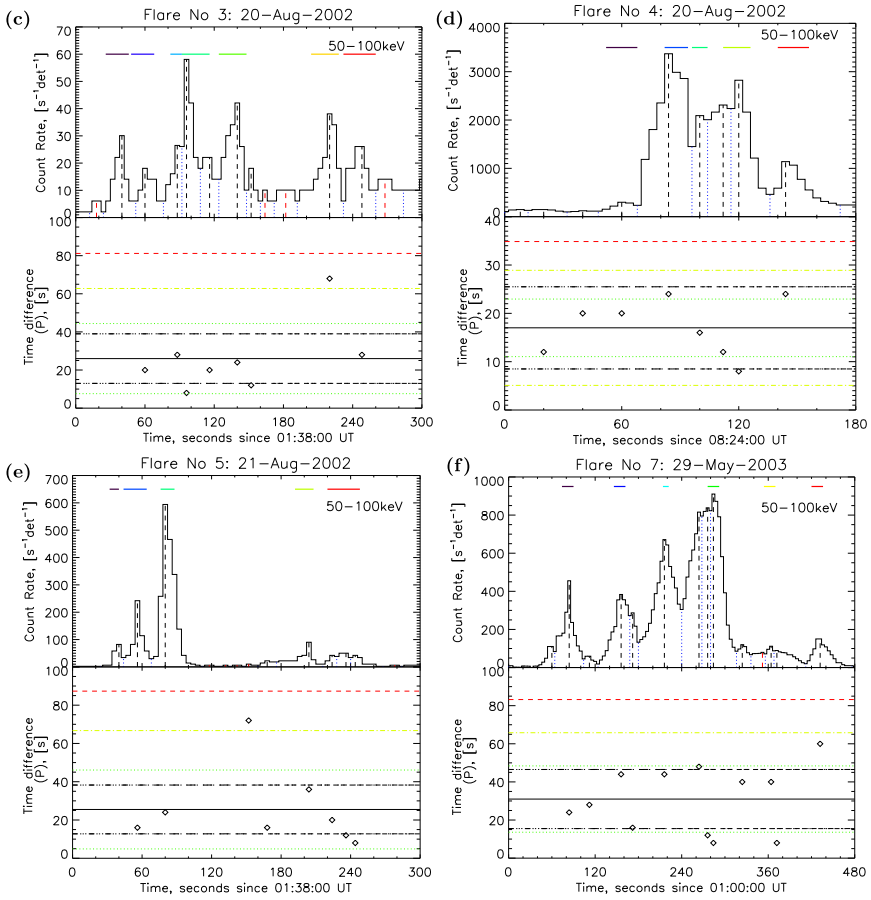 (c)
Flare No 3: 20-Aug-2002
50-100keV
Count Rate, [s⁻¹det⁻¹]
70
60
50
40
30
20
10
0
Time difference
(P), [s]
100
80
60
40
20
0
0 60 120 180 240 300
Time, seconds since 01:38:00 UT
(d)
Flare No 4: 20-Aug-2002
50-100keV
Count Rate, [s⁻¹det⁻¹]
4000
3000
2000
1000
0
Time difference
(P), [s]
40
30
20
10
0
0 60 120 180
Time, seconds since 08:24:00 UT
(e)
Flare No 5: 21-Aug-2002
50-100keV
Count Rate, [s⁻¹det⁻¹]
700
600
500
400
300
200
100
0
Time difference
(P), [s]
100
80
60
40
20
0
0 60 120 180 240 300
Time, seconds since 01:38:00 UT
(f)
Flare No 7: 29-May-2003
50-100keV
Count Rate, [s⁻¹det⁻¹]
1000
800
600
400
200
0
Time difference
(P), [s]
100
80
60
40
20
0
0 120 240 360 480
Time, seconds since 01:00:00 UT